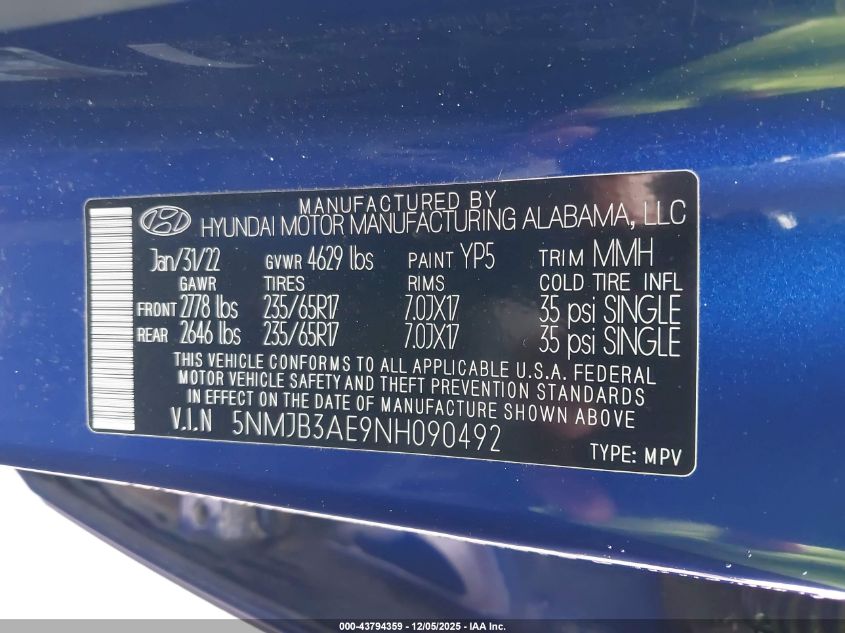 MANUFACTURED BY
HYUNDAI MOTOR MANUFACTURING ALABAMA, LLC
Jan/31/22 GVWR 4629 lbs PAINT YP5 TRIM MMH
GAWR TIRES RIMS COLD TIRE INFL
FRONT 2778 lbs 235/65R17 7.0JX17 35 psi SINGLE
REAR 2646 lbs 235/65R17 7.0JX17 35 psi SINGLE
THIS VEHICLE CONFORMS TO ALL APPLICABLE U.S.A. FEDERAL
MOTOR VEHICLE SAFETY AND THEFT PREVENTION STANDARDS
IN EFFECT ON THE DATE OF MANUFACTURE SHOWN ABOVE.
V.I.N 5NMJB3AE9NH090492
TYPE: MPV
000-43794359 - 12/05/2025 - IAA Inc.